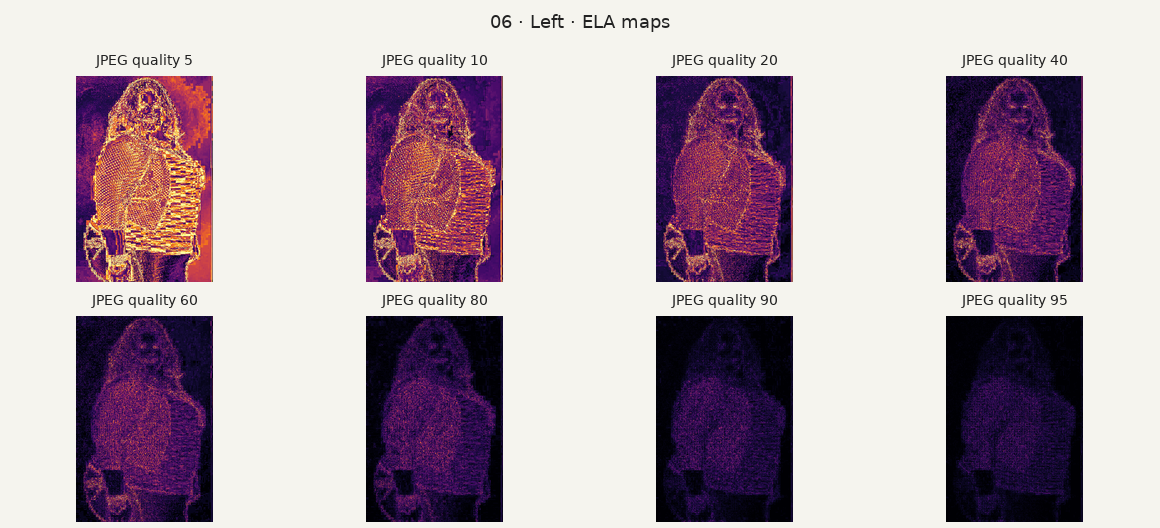 06 · Left · ELA maps
JPEG quality 5
JPEG quality 10
JPEG quality 20
JPEG quality 40
JPEG quality 60
JPEG quality 80
JPEG quality 90
JPEG quality 95